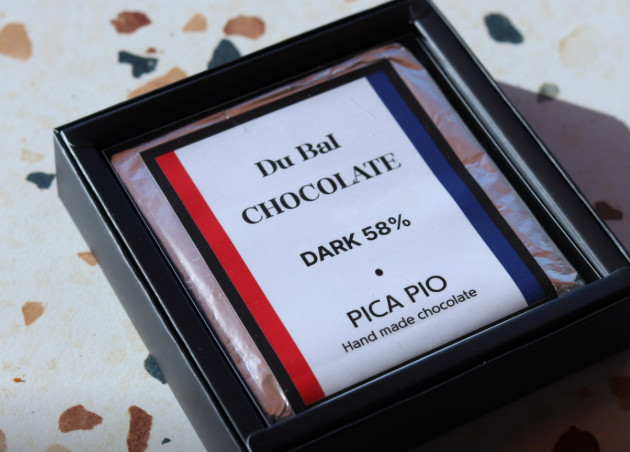 Du Bal
CHOCOLATE
DARK 58%
•
PICA PIO
Hand made chocolate